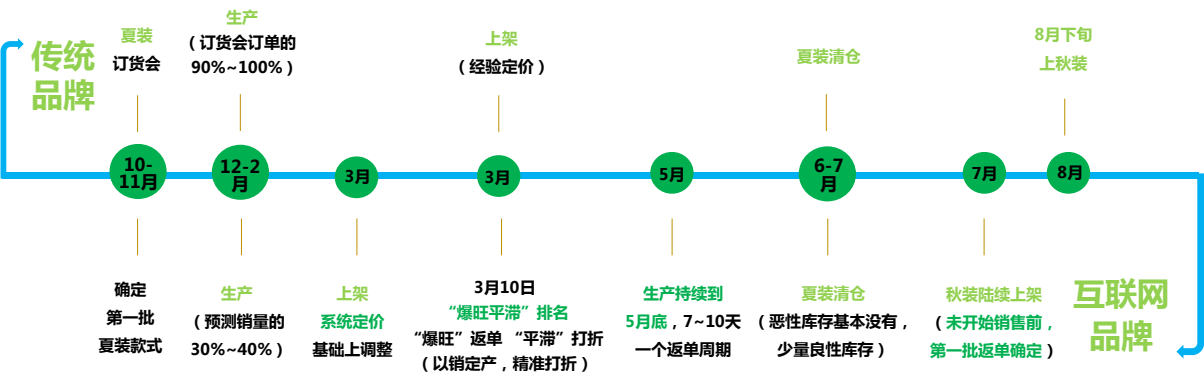 传统
品牌
夏装
订货会
生产
（订货会订单的
90%~100%）
上架
（经验定价）
夏装清仓
8月下旬
上秋装
10-
11月
12-2
月
3月
3月
5月
6-7
月
7月
8月
确定
第一批
夏装款式
生产
（预测销量的
30%~40%）
上架
系统定价
基础上调整
3月10日
“爆旺平滞”排名
“爆旺”返单 “平滞”打折
（以销定产，精准打折）
生产持续到
5月底，7~10天
一个返单周期
夏装清仓
（恶性库存基本没有，
少量良性库存）
秋装陆续上架
（未开始销售前，
第一批返单确定）
互联网
品牌